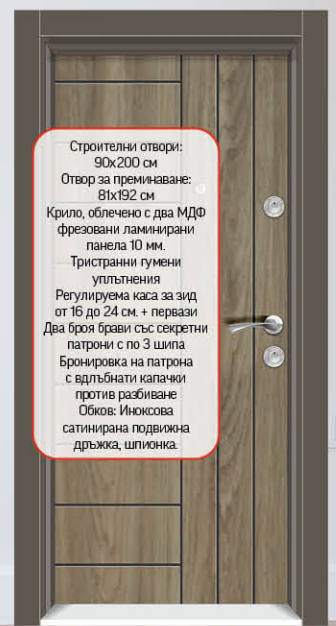 Строителни отвори:
90x200 см
Отвор за преминаване:
81x192 см
Крило, облечено с два МДФ
фрезовани ламинирани
панела 10 мм.
Тристранни гумени
уплътнения
Регулируема каса за зид
от 16 до 24 см. + первази
Два броя брави със секретни
патрони с по 3 шипа
Бронировка на патрона
с вдлъбнати капачки
против разбиване
Обков: Иноксова
сатинирана подвижна
дръжка, шпионка.